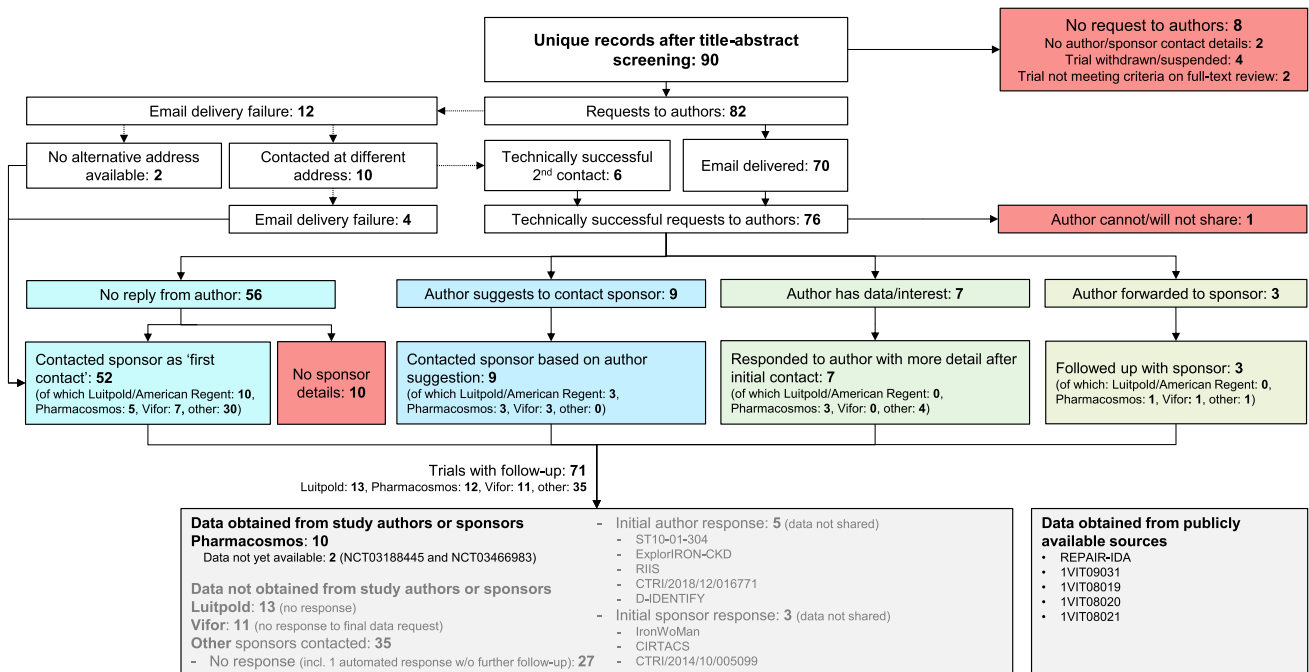 Unique records after title-abstract
screening: 90
No request to authors: 8
No author/sponsor contact details: 2
Trial withdrawn/suspended: 4
Trial not meeting criteria on full-text review: 2
Email delivery failure: 12
Requests to authors: 82
No alternative address
available: 2
Contacted at different
address: 10
Technically successful
2nd contact: 6
Email delivered: 70
Email delivery failure: 4
Technically successful requests to authors: 76
Author cannot/will not share: 1
No reply from author: 56
Author suggests to contact sponsor: 9
Author has data/interest: 7
Author forwarded to sponsor: 3
Contacted sponsor as ‘first
contact’: 52
(of which Luitpold/American Regent: 10,
Pharmacosmos: 5, Vifor: 7, other: 30)
No sponsor
details: 10
Contacted sponsor based on author
suggestion: 9
(of which Luitpold/American Regent: 3,
Pharmacosmos: 3, Vifor: 3, other: 0)
Responded to author with more detail after
initial contact: 7
(of which Luitpold/American Regent: 0,
Pharmacosmos: 3, Vifor: 0, other: 4)
Followed up with sponsor: 3
(of which: Luitpold/American Regent: 0,
Pharmacosmos: 1, Vifor: 1, other: 1)
Trials with follow-up: 71
Luitpold: 13, Pharmacosmos: 12, Vifor: 11, other: 35
Data obtained from study authors or sponsors
Pharmacosmos: 10
Data not yet available: 2 (NCT03188445 and NCT03466983)
Data not obtained from study authors or sponsors
Luitpold: 13 (no response)
Vifor: 11 (no response to final data request)
Other sponsors contacted: 35
- No response (incl. 1 automated response w/o further follow-up): 27
- Initial author response: 5 (data not shared)
- ST10-01-304
- ExplorIRON-CKD
- RIIS
- CTRI/2018/12/016771
- D-IDENTIFY
- Initial sponsor response: 3 (data not shared)
- IronWoMan
- CIRTACS
- CTRI/2014/10/005099
Data obtained from publicly
available sources
• REPAIR-IDA
• 1VIT09031
• 1VIT08019
• 1VIT08020
• 1VIT08021